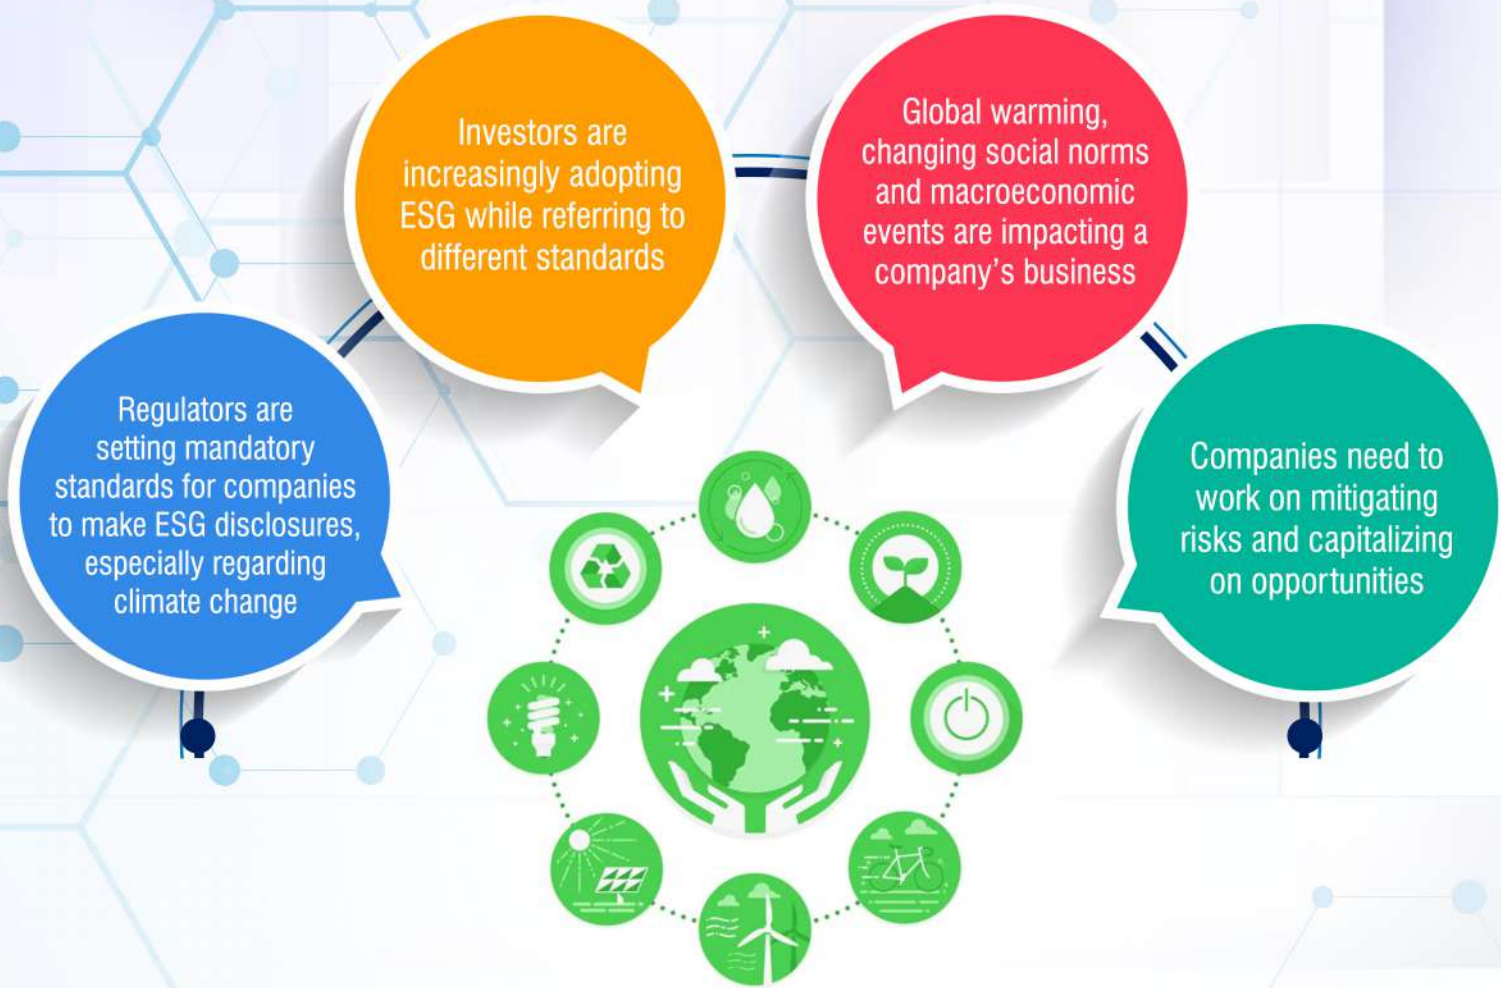 Investors are
increasingly adopting
ESG while referring to
different standards
Global warming,
changing social norms
and macroeconomic
events are impacting a
company's business
Regulators are
setting mandatory
standards for companies
to make ESG disclosures,
especially regarding
climate change
Companies need to
work on mitigating
risks and capitalizing
on opportunities